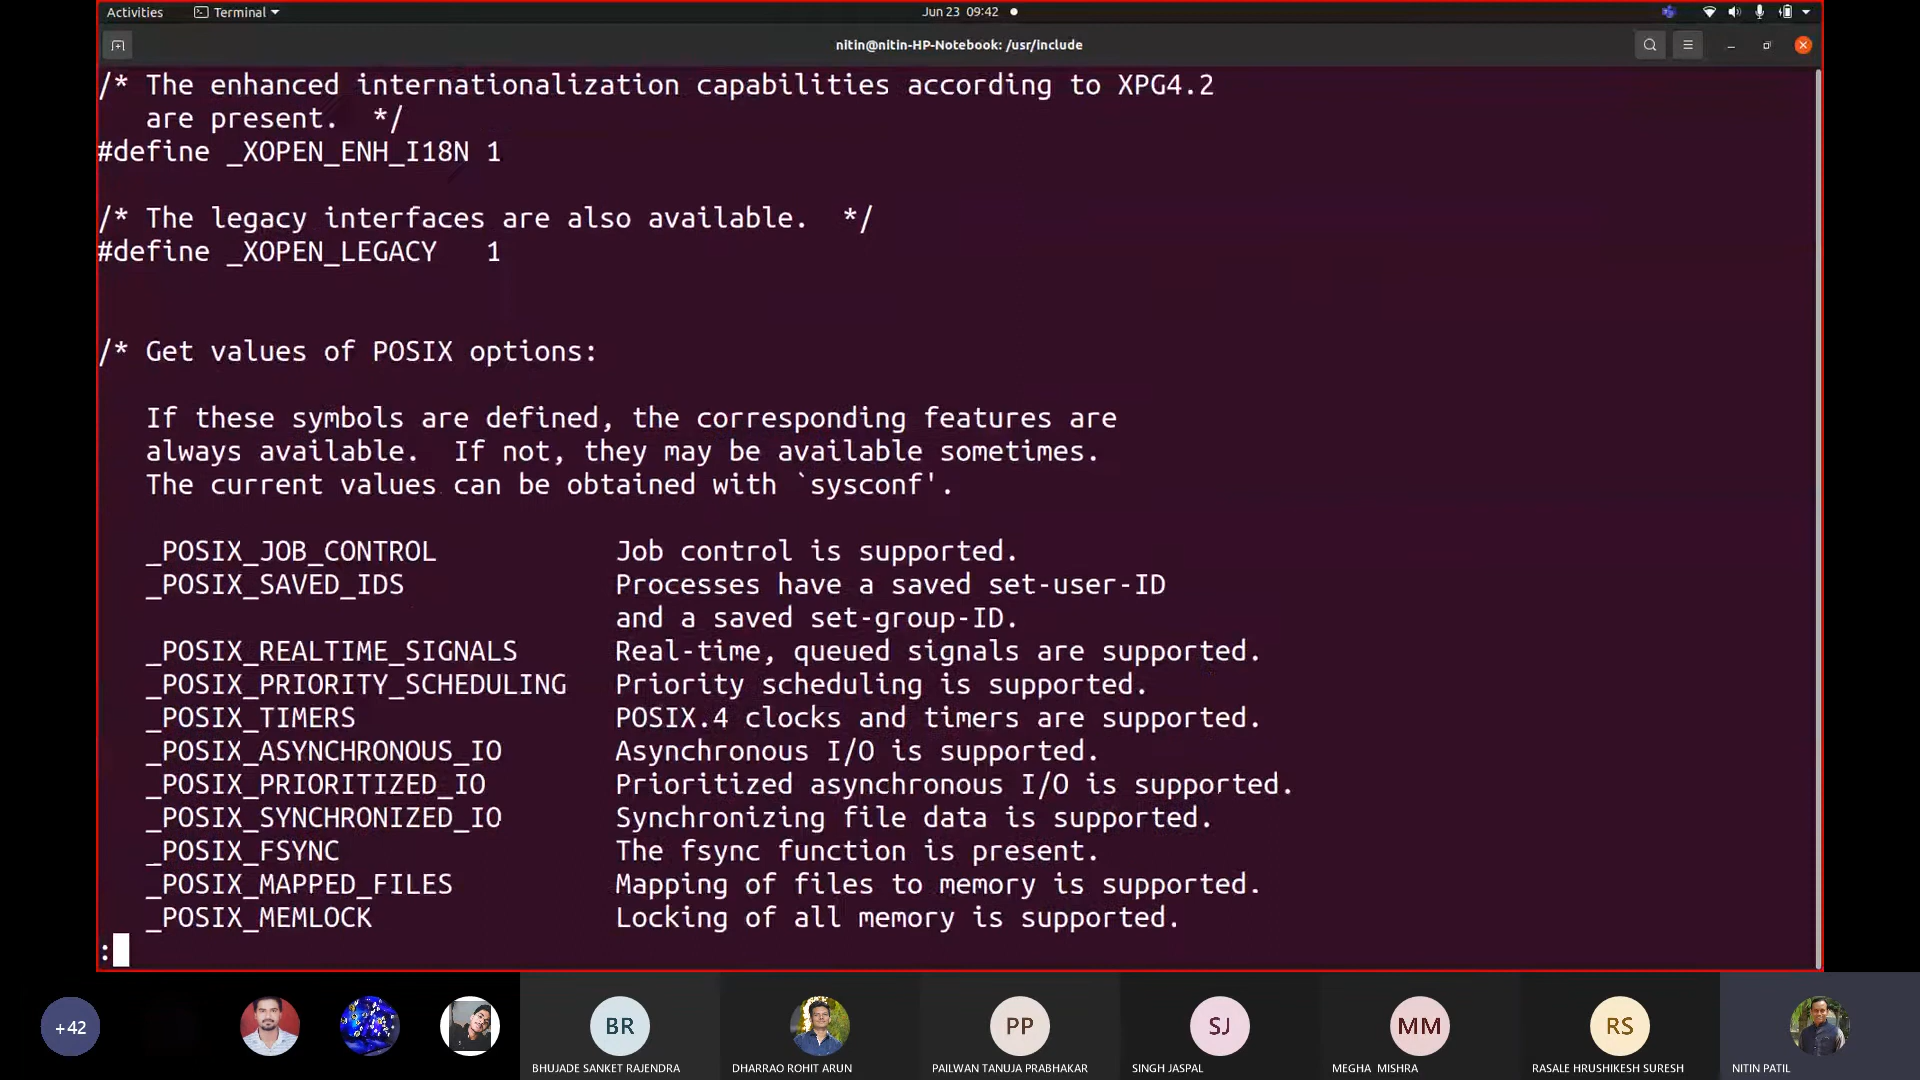 Activities
Terminal
Jun 23 09:42
nitin@nitin-HP-Notebook: /usr/include
/* The enhanced internationalization capabilities according to XPG4.2
are present.  */
#define _XOPEN_ENH_I18N 1
/* The legacy interfaces are also available.  */
#define _XOPEN_LEGACY   1
/* Get values of POSIX options:
If these symbols are defined, the corresponding features are
always available.  If not, they may be available sometimes.
The current values can be obtained with `sysconf'.
_POSIX_JOB_CONTROL Job control is supported.
_POSIX_SAVED_IDS Processes have a saved set-user-ID
and a saved set-group-ID.
_POSIX_REALTIME_SIGNALS Real-time, queued signals are supported.
_POSIX_PRIORITY_SCHEDULING Priority scheduling is supported.
_POSIX_TIMERS POSIX.4 clocks and timers are supported.
_POSIX_ASYNCHRONOUS_IO Asynchronous I/O is supported.
_POSIX_PRIORITIZED_IO Prioritized asynchronous I/O is supported.
_POSIX_SYNCHRONIZED_IO Synchronizing file data is supported.
_POSIX_FSYNC The fsync function is present.
_POSIX_MAPPED_FILES Mapping of files to memory is supported.
_POSIX_MEMLOCK Locking of all memory is supported.
:
+42
BR
PP
SJ
MM
RS
BHUJADE SANKET RAJENDRA
DHARRAO ROHIT ARUN
PAILWAN TANUJA PRABHAKAR
SINGH JASPAL
MEGHA MISHRA
RASALE HRUSHIKESH SURESH
NITIN PATIL